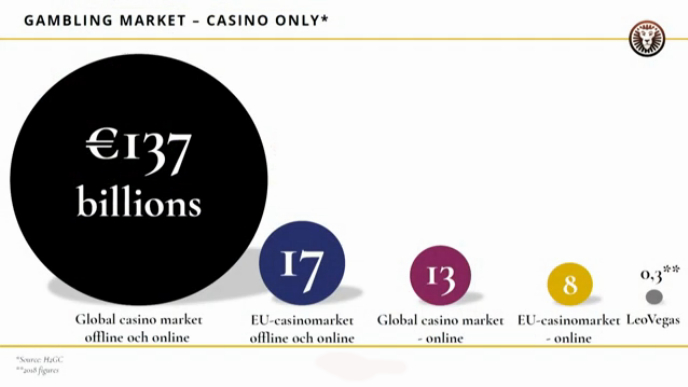 GAMBLING MARKET – CASINO ONLY*
€137
billions
17
13
8
0,3**
Global casino market
offline och online
EU-casinomarket
offline och online
Global casino market
- online
EU-casinomarket
- online
LeoVegas
*Source: H2GC
**2018 figures